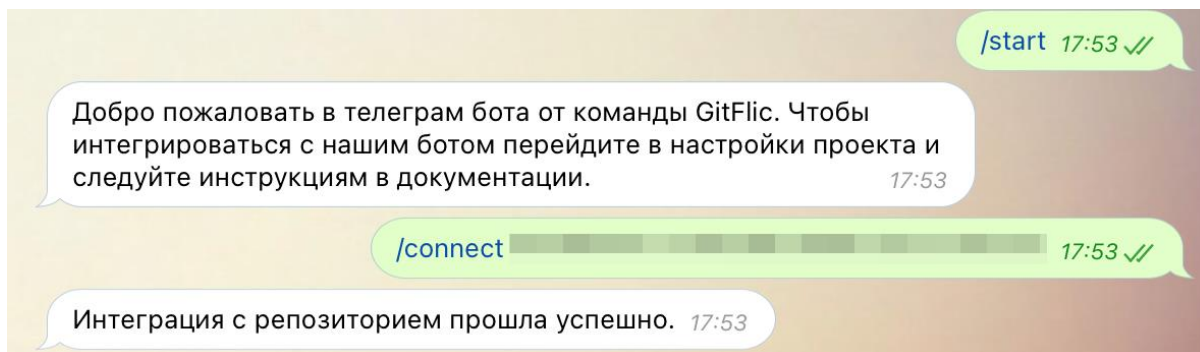 /start 17:53
Добро пожаловать в телеграм бота от команды GitFlic. Чтобы
интегрироваться с нашим ботом перейдите в настройки проекта и
следуйте инструкциям в документации. 17:53
/connect 17:53
Интеграция с репозиторием прошла успешно. 17:53